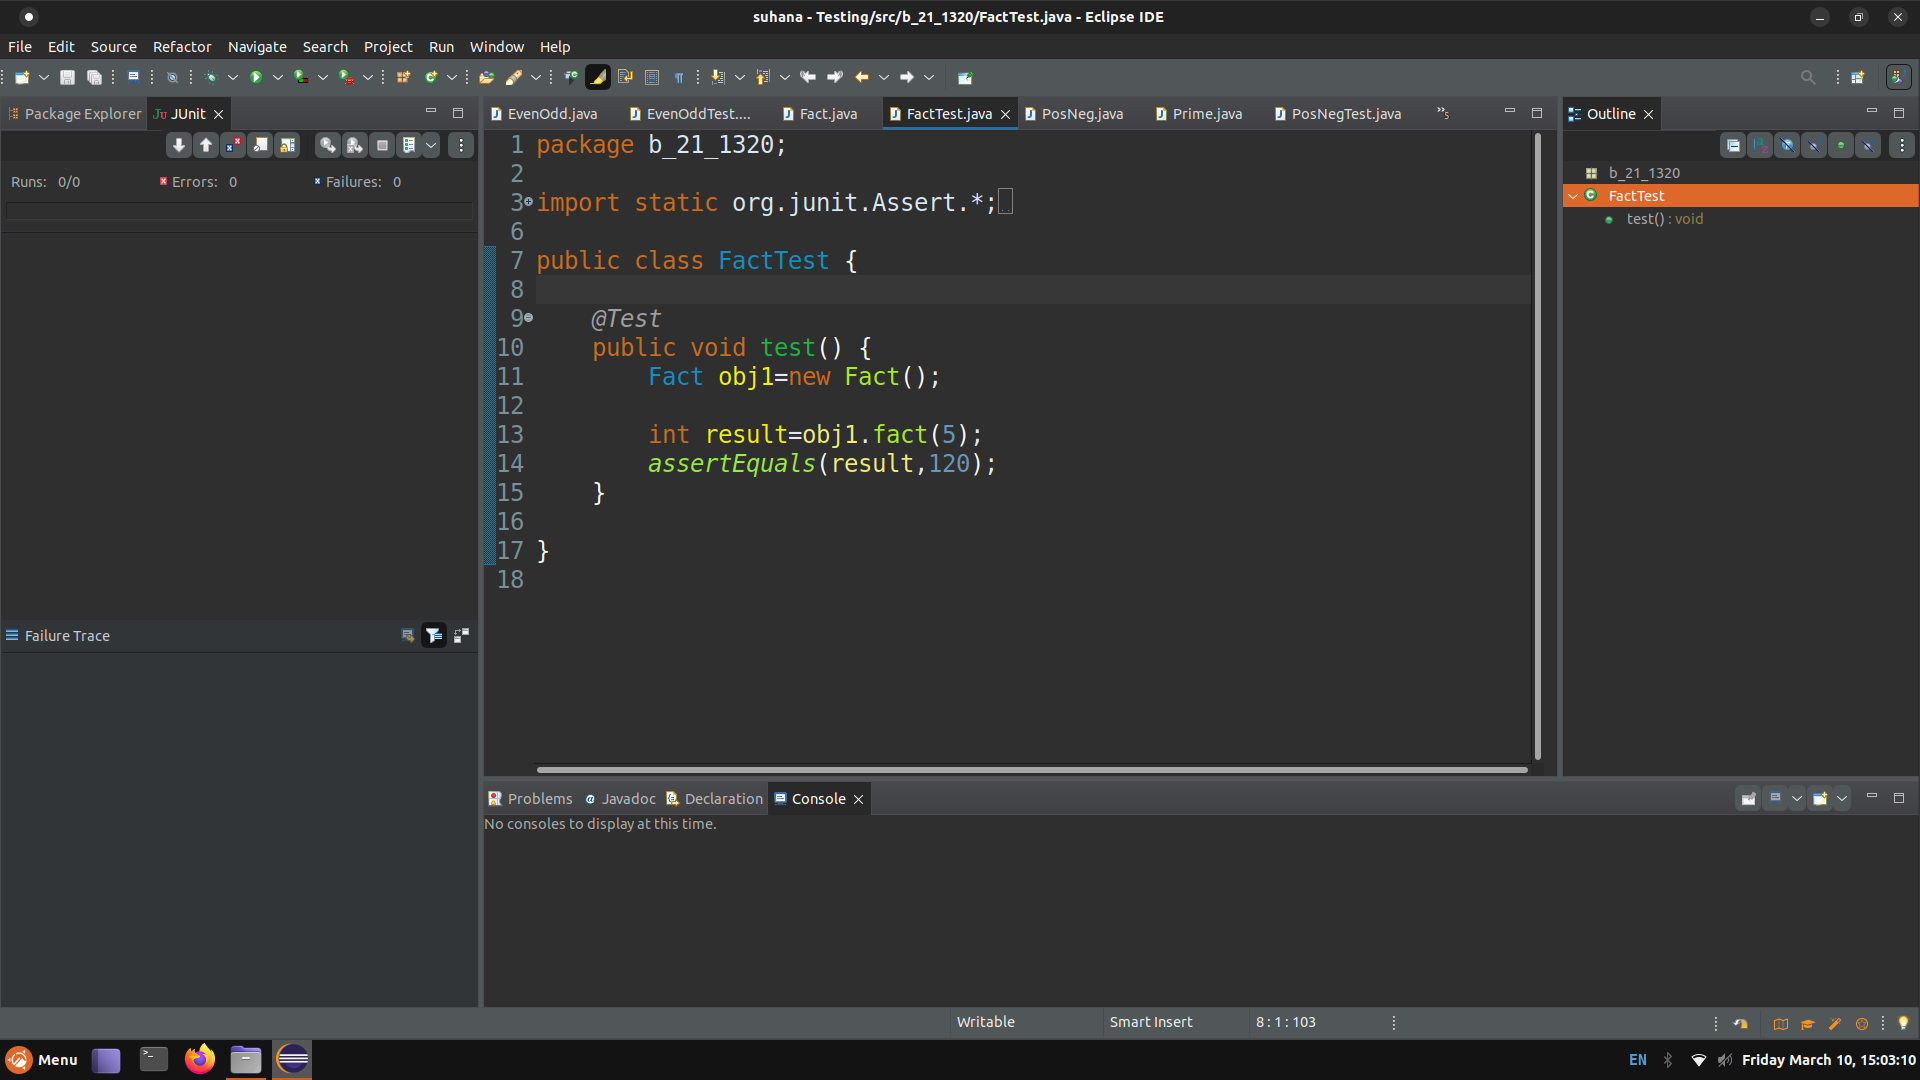 suhana - Testing/src/b_21_1320/FactTest.java - Eclipse IDE
File Edit Source Refactor Navigate Search Project Run Window Help
Package Explorer JUnit
EvenOdd.java EvenOddTest.... Fact.java FactTest.java PosNeg.java Prime.java PosNegTest.java »5
Outline
Runs: 0/0 Errors: 0 Failures: 0
b_21_1320
FactTest
test() : void
1 package b_21_1320;
2
3 import static org.junit.Assert.*;
6
7 public class FactTest {
8
9 @Test
10 public void test() {
11 Fact obj1=new Fact();
12
13 int result=obj1.fact(5);
14 assertEquals(result,120);
15 }
16
17 }
18
Failure Trace
Problems Javadoc Declaration Console
No consoles to display at this time.
Writable Smart Insert 8 : 1 : 103
Menu EN Friday March 10, 15:03:10